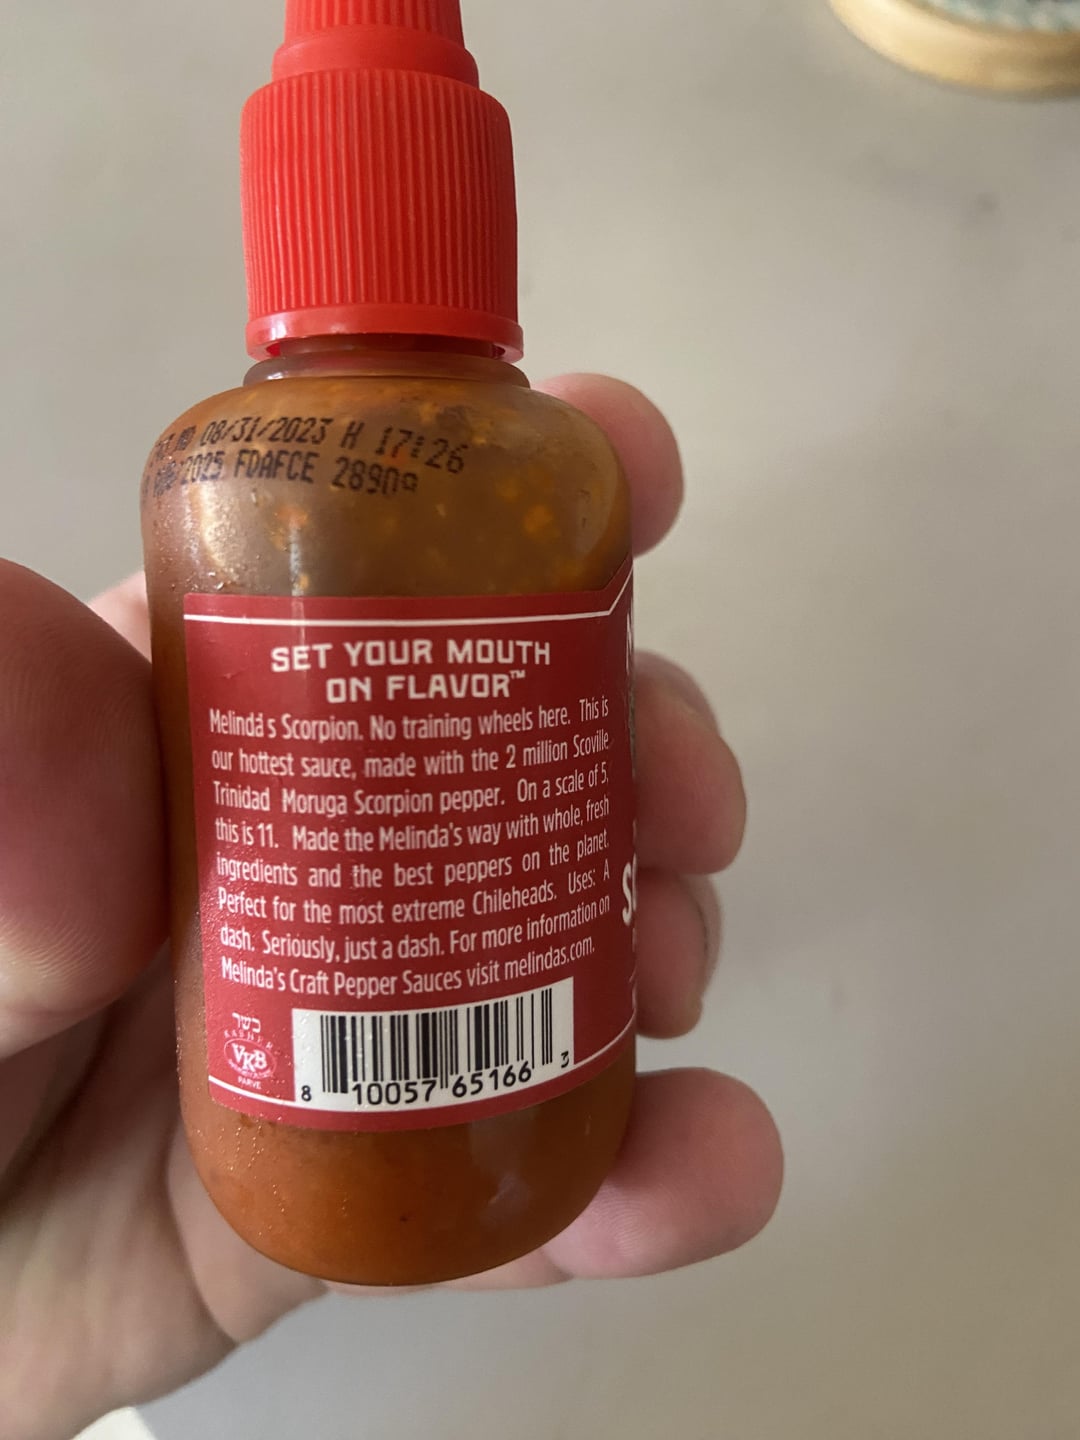 08/31/2023 H 17:26
2025 FDAFCE 2890g
SET YOUR MOUTH
ON FLAVOR™
Melinda's Scorpion. No training wheels here. This is
our hottest sauce, made with the 2 million Scoville
Trinidad Moruga Scorpion pepper. On a scale of 5,
this is 11. Made the Melinda's way with whole, fresh
ingredients and the best peppers on the planet.
Perfect for the most extreme Chileheads. Uses: A
dash. Seriously, just a dash. For more information on
Melinda's Craft Pepper Sauces visit melindas.com.
כשר
KASHER
VKB
PARVE
8 10057 65166 3